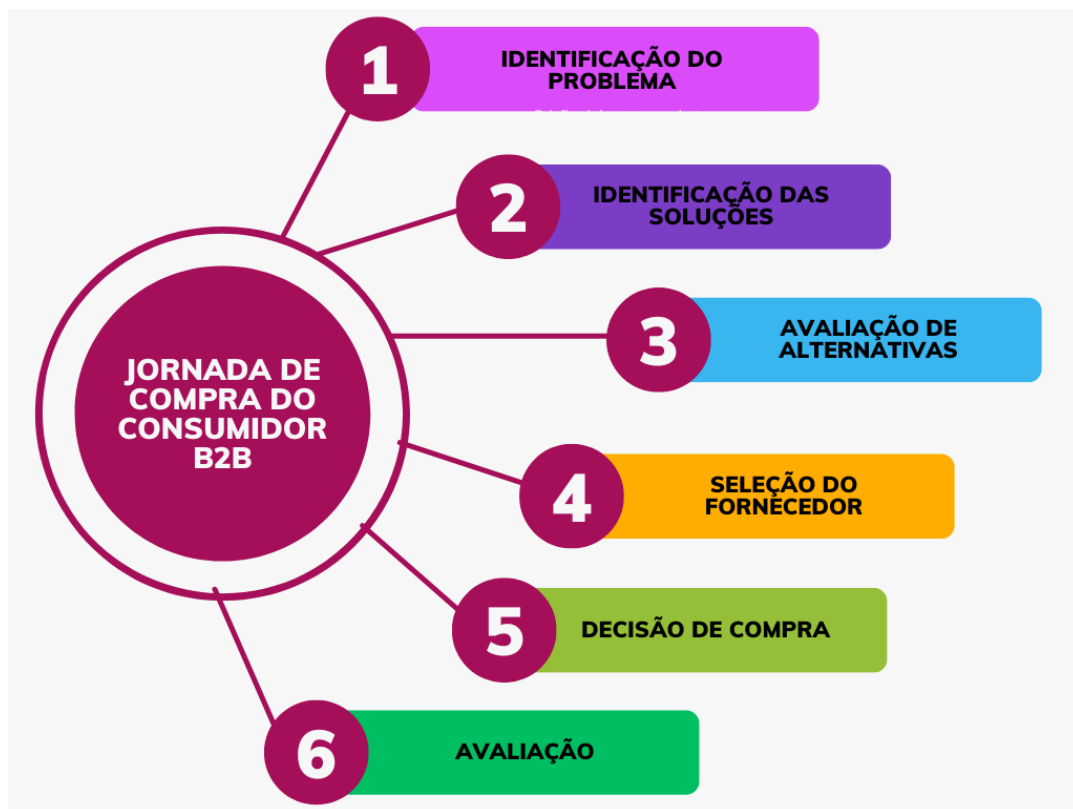 1
IDENTIFICAÇÃO DO
PROBLEMA
2
IDENTIFICAÇÃO DAS
SOLUÇÕES
3
AVALIAÇÃO DE
ALTERNATIVAS
JORNADA DE
COMPRA DO
CONSUMIDOR
B2B
4
SELEÇÃO DO
FORNECEDOR
5
DECISÃO DE COMPRA
6
AVALIAÇÃO